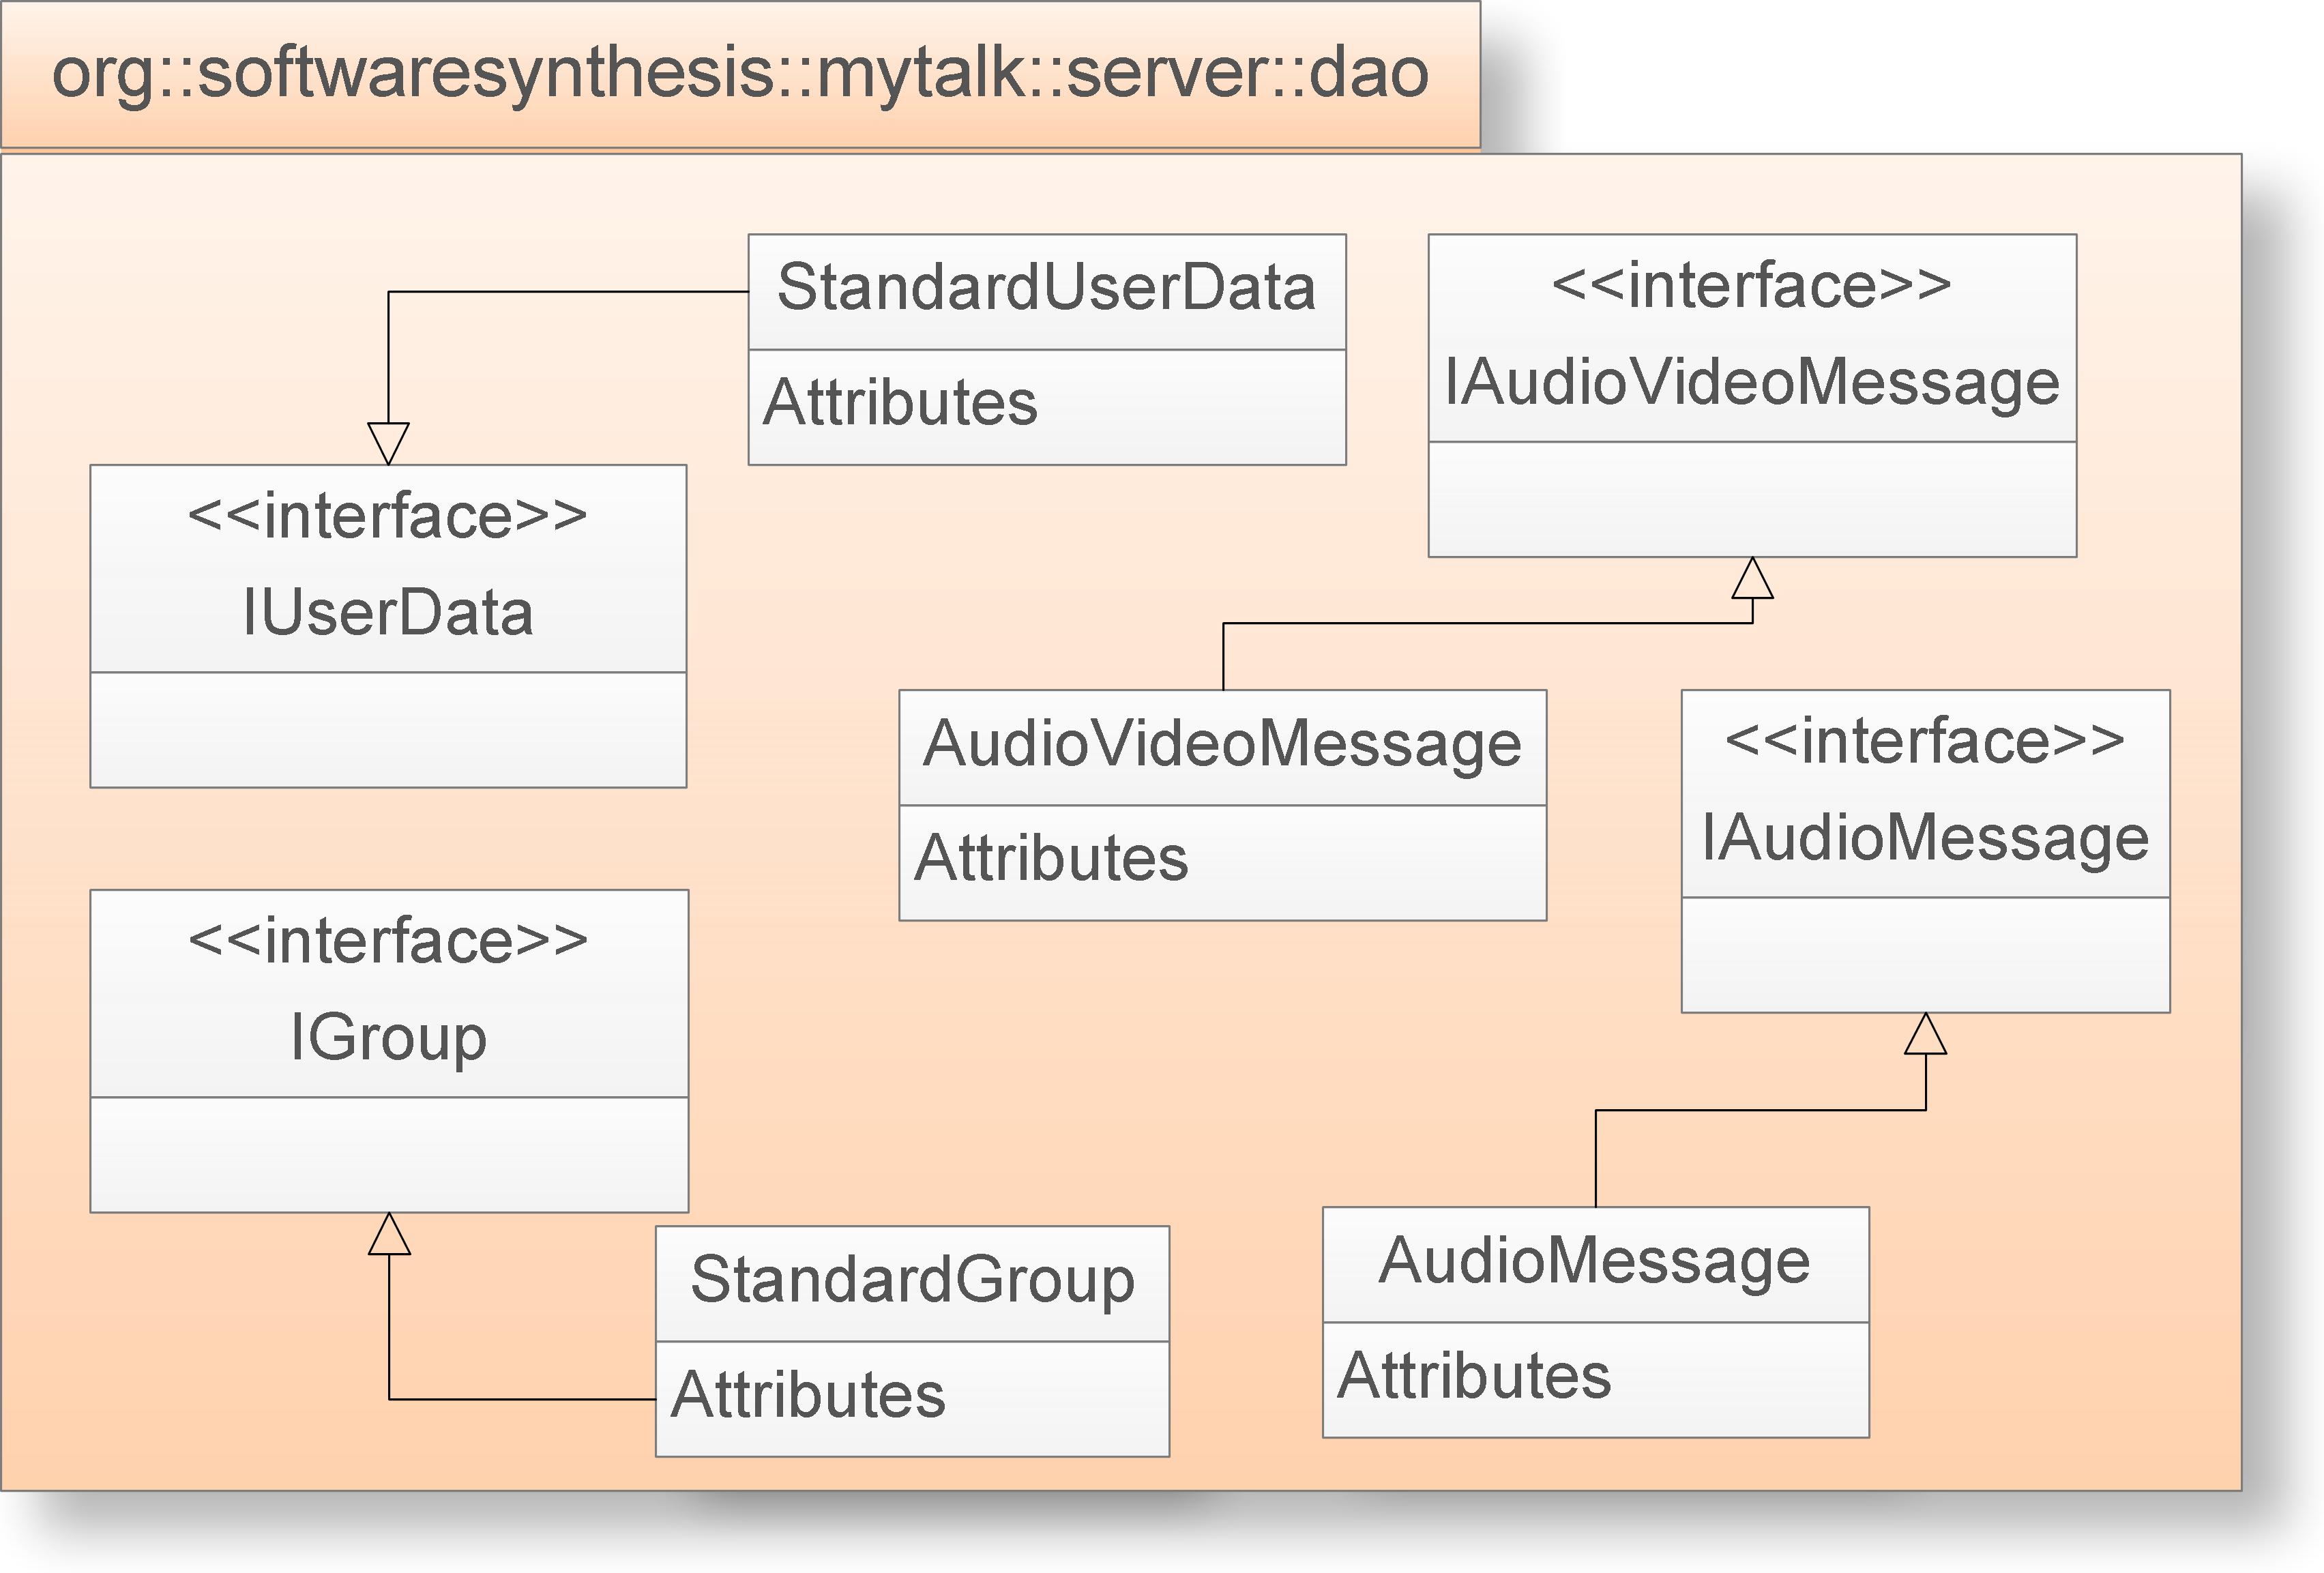 org::softwaresynthesis::mytalk::server::dao
StandardUserData
Attributes
<<interface>>
IAudioVideoMessage
<<interface>>
IUserData
AudioVideoMessage
Attributes
<<interface>>
IAudioMessage
<<interface>>
IGroup
StandardGroup
Attributes
AudioMessage
Attributes